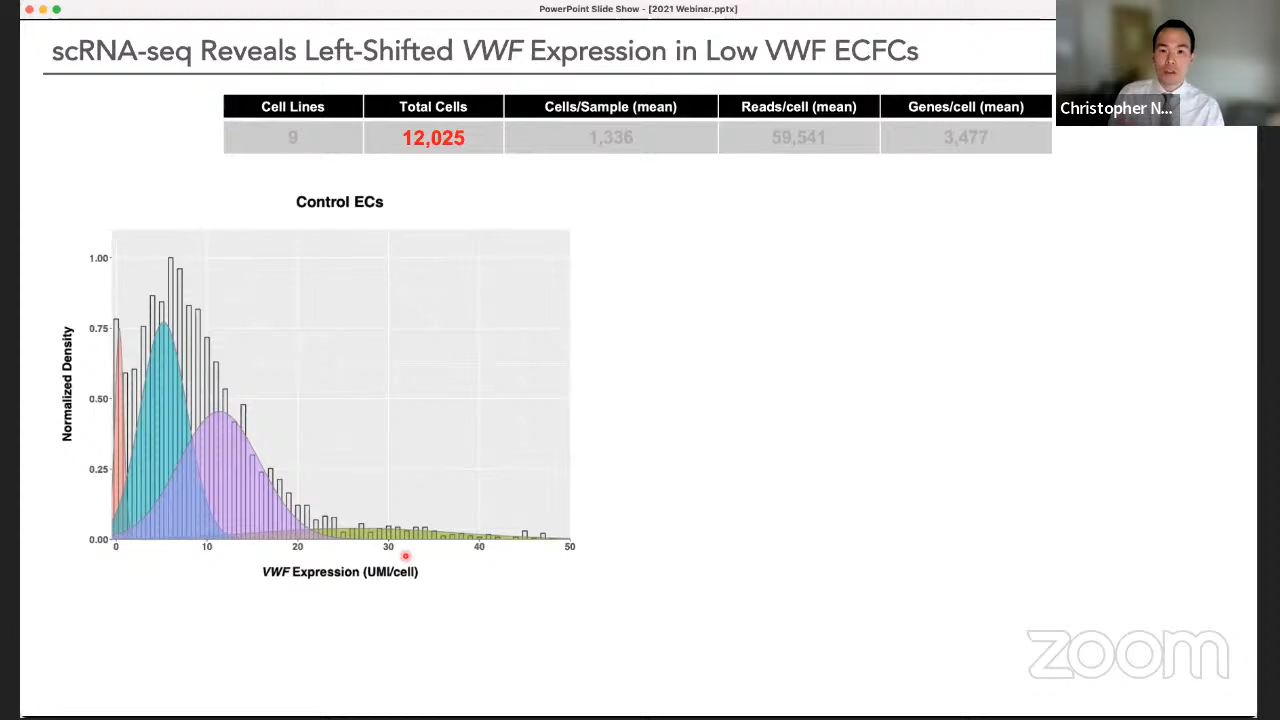 PowerPoint Slide Show - [2021 Webinar.pptx]
scRNA-seq Reveals Left-Shifted VWF Expression in Low VWF ECFCs
Cell Lines Total Cells Cells/Sample (mean) Reads/cell (mean) Genes/cell (mean)
9 12,025 1,336 59,541 3,477
Christopher N...
Control ECs
1.00
0.75
0.50
0.25
0.00
Normalized Density
0 10 20 30 40 50
VWF Expression (UMI/cell)
zoom